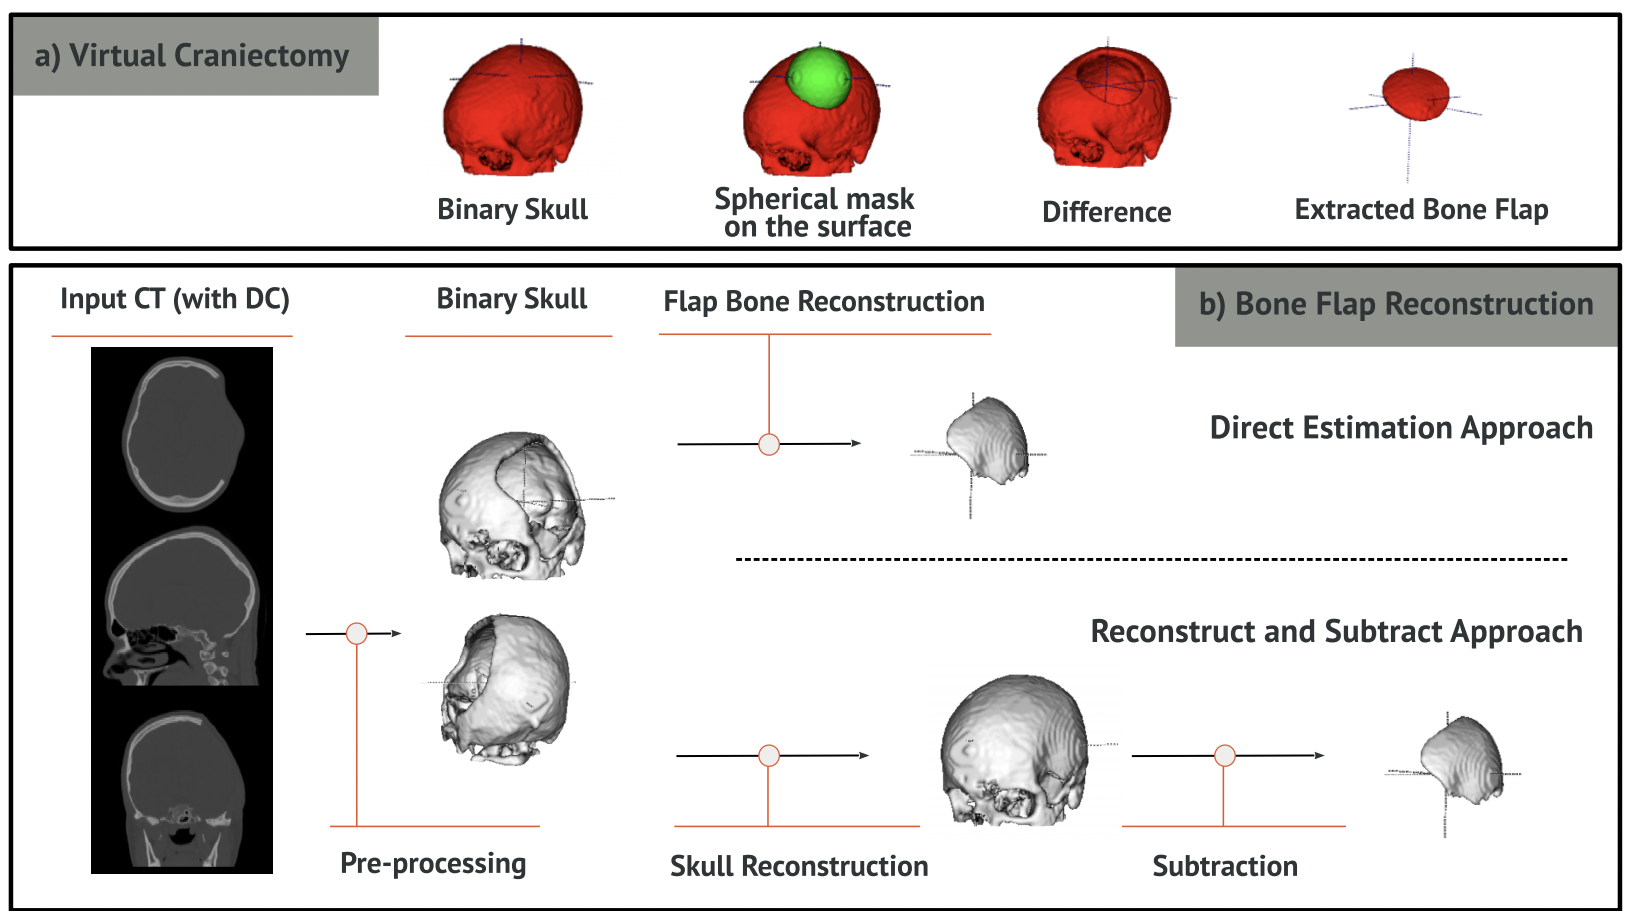 a) Virtual Craniectomy
Binary Skull
Spherical mask
on the surface
Difference
Extracted Bone Flap
Input CT (with DC)
Binary Skull
Flap Bone Reconstruction
b) Bone Flap Reconstruction
Direct Estimation Approach
Reconstruct and Subtract Approach
Pre-processing
Skull Reconstruction
Subtraction